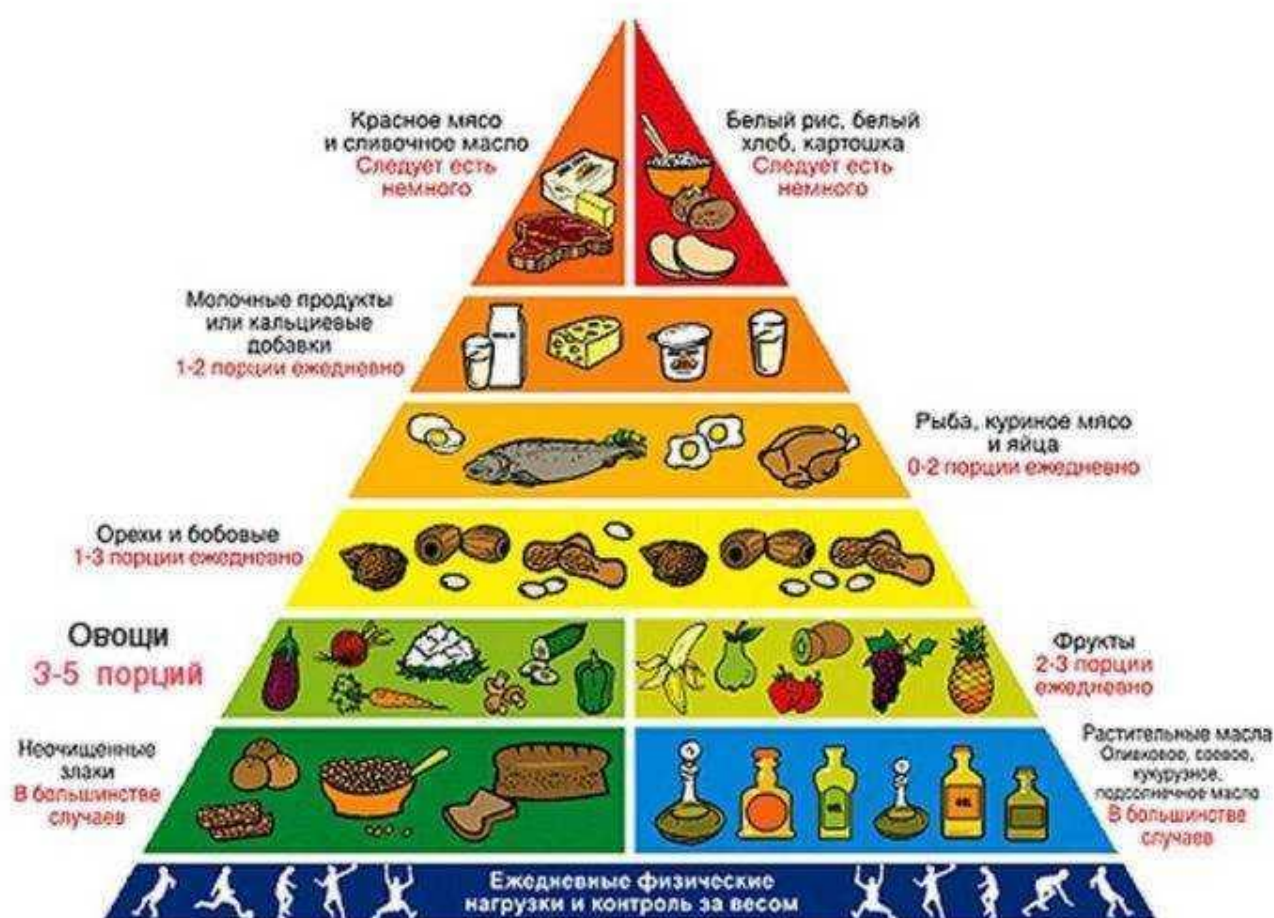 Красное мясо
и сливочное масло
Следует есть
немного
Белый рис, белый
хлеб, картошка
Следует есть
немного
Молочные продукты
или кальциевые
добавки
1-2 порции ежедневно
Рыба, куриное мясо
и яйца
0-2 порции ежедневно
Орехи и бобовые
1-3 порции ежедневно
Овощи
3-5 порций
Фрукты
2-3 порции
ежедневно
Неочищенные
злаки
В большинстве
случаев
Растительные масла
Оливковое, соевое,
кукурузное,
подсолнечное масло
В большинстве
случаев
Ежедневные физические
нагрузки и контроль за весом